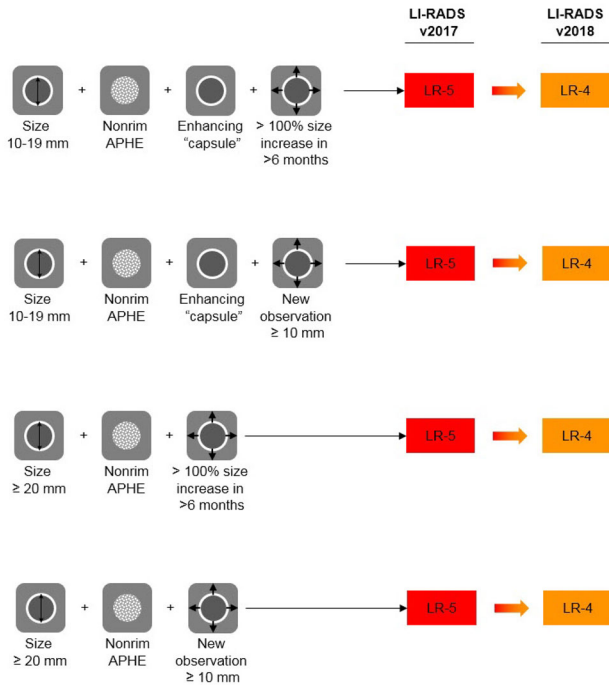 LI-RADS LI-RADS
v2017 v2018
+ + + LR-5 LR-4
Size Nonrim Enhancing > 100% size
10-19 mm APHE “capsule” increase in
>6 months
+ + + LR-5 LR-4
Size Nonrim Enhancing New
10-19 mm APHE “capsule” observation
≥ 10 mm
+ + LR-5 LR-4
Size Nonrim > 100% size
≥ 20 mm APHE increase in
>6 months
+ + LR-5 LR-4
Size Nonrim New
≥ 20 mm APHE observation
≥ 10 mm